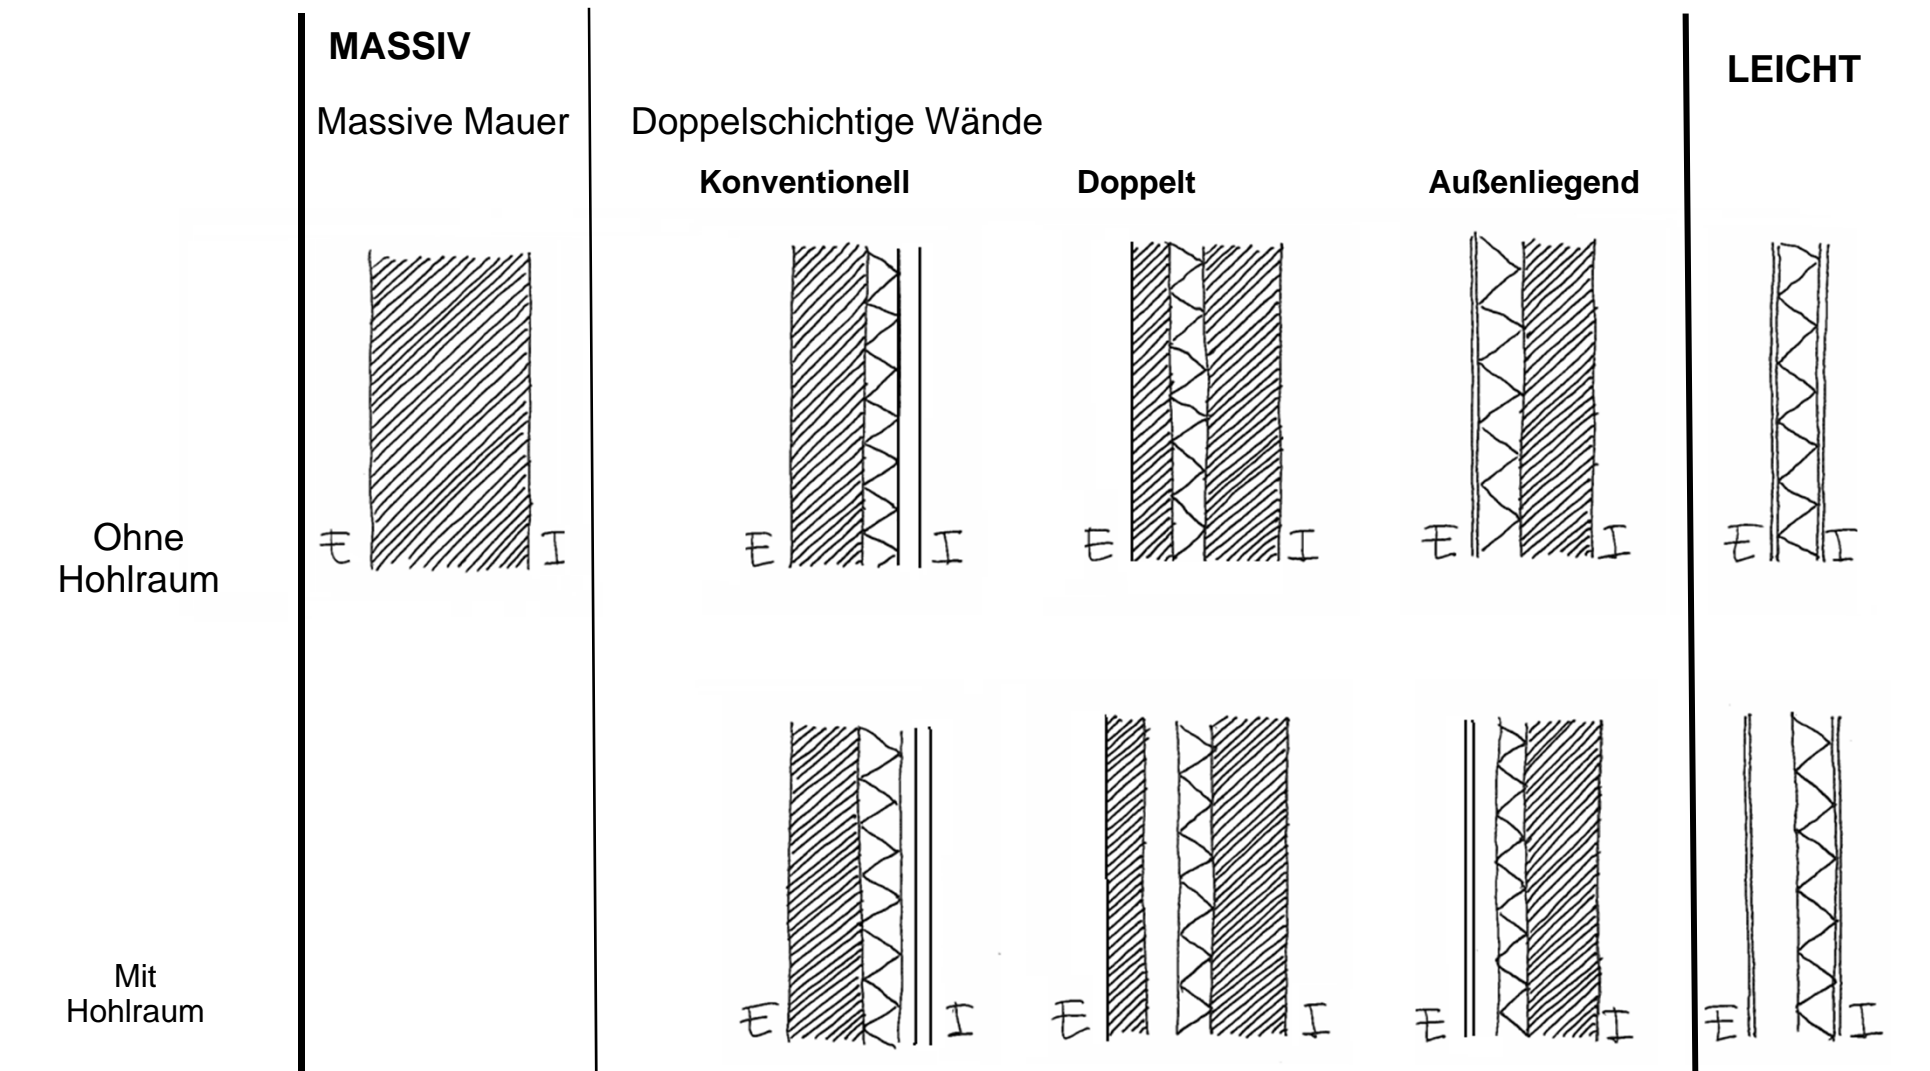 MASSIV
LEICHT
Massive Mauer
Doppelschichtige Wände
Konventionell
Doppelt
Außenliegend
Ohne
Hohlraum
E I
E I
E I
E I
E I
Mit
Hohlraum
E I
E I
E I
E I